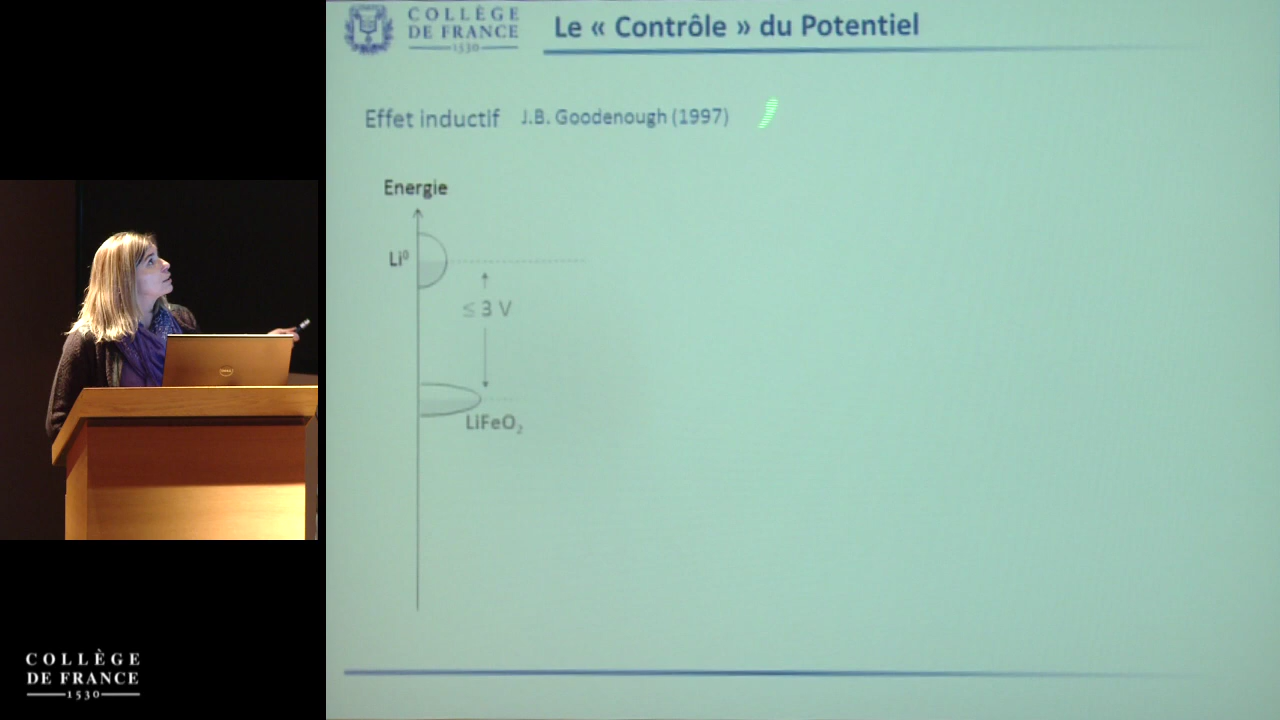 COLLÈGE
DE FRANCE
1530
Le « Contrôle » du Potentiel
Effet inductif J.B. Goodenough (1997)
Energie
Li⁰
≤ 3 V
LiFeO₂
DELL
COLLÈGE
DE FRANCE
1530